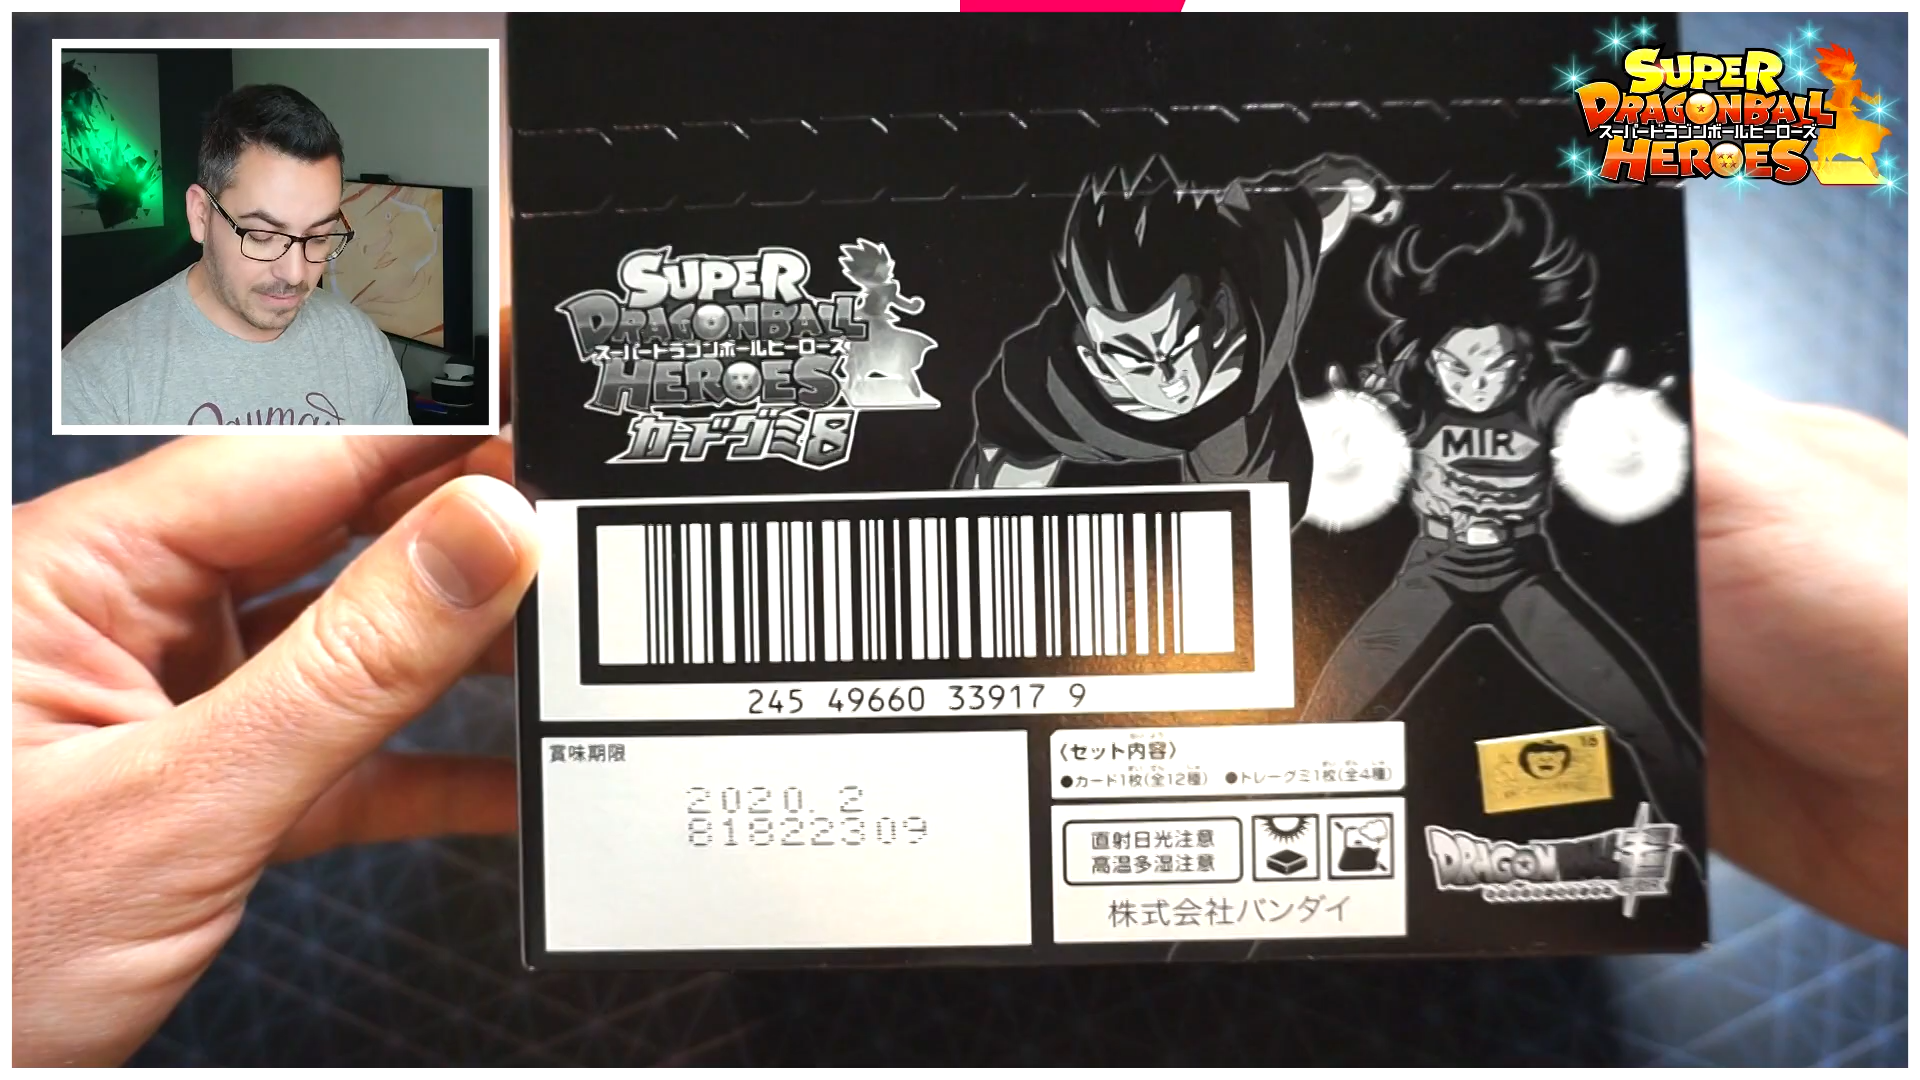 SUPER
DRAGONBALL
スーパードラゴンボールヒーローズ
HEROES
SUPER
DRAGONBALL
スーパードラゴンボールヒーローズ
HEROES
カードグミ8
MIR
245 49660 33917 9
賞味期限
2020. 2
81822309
〈セット内容〉
●カード1枚(全12種) ●トレーグミ1枚(全4種)
直射日光注意
高温多湿注意
株式会社バンダイ
DRAGON